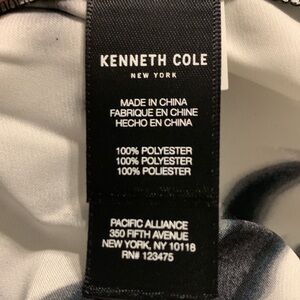 KENNETH COLE
NEW YORK
MADE IN CHINA
FABRIQUE EN CHINE
HECHO EN CHINA
100% POLYESTER
100% POLYESTER
100% POLIESTER
PACIFIC ALLIANCE
350 FIFTH AVENUE
NEW YORK, NY 10118
RN# 123475